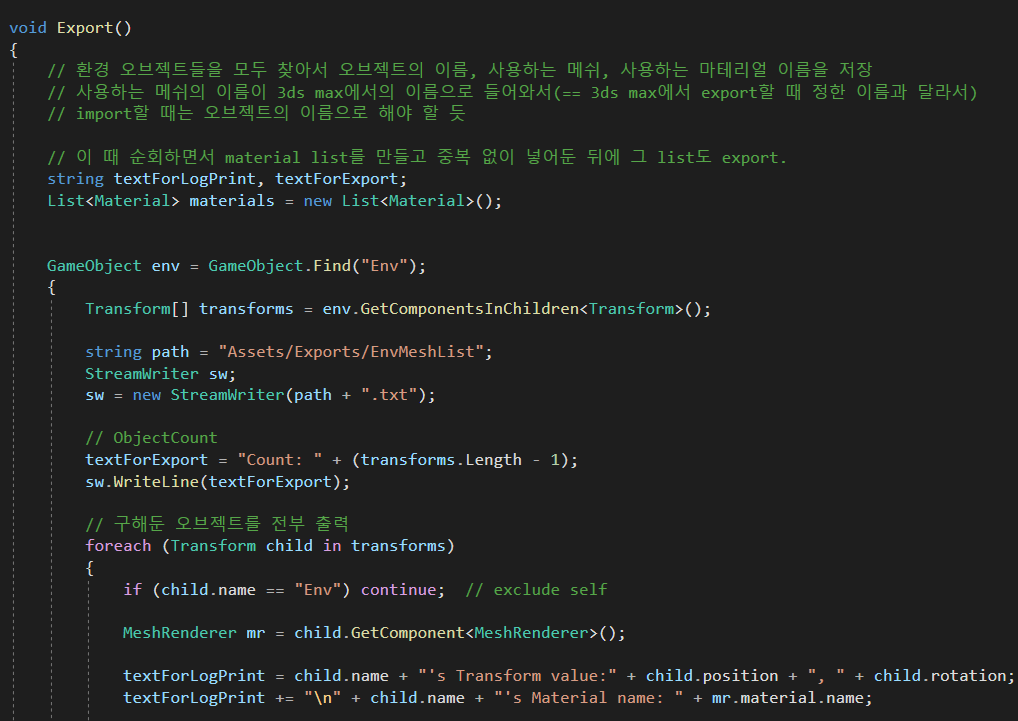 void Export()
{
// 환경 오브젝트들을 모두 찾아서 오브젝트의 이름, 사용하는 메쉬, 사용하는 마테리얼 이름을 저장
// 사용하는 메쉬의 이름이 3ds max에서의 이름으로 들어와서(== 3ds max에서 export할 때 정한 이름과 달라서)
// import할 때는 오브젝트의 이름으로 해야 할 듯
// 이 때 순회하면서 material list를 만들고 중복 없이 넣어둔 뒤에 그 list도 export.
string textForLogPrint, textForExport;
List<Material> materials = new List<Material>();
GameObject env = GameObject.Find("Env");
{
Transform[] transforms = env.GetComponentsInChildren<Transform>();
string path = "Assets/Exports/EnvMeshList";
StreamWriter sw;
sw = new StreamWriter(path + ".txt");
// ObjectCount
textForExport = "Count: " + (transforms.Length - 1);
sw.WriteLine(textForExport);
// 구해둔 오브젝트를 전부 출력
foreach (Transform child in transforms)
{
if (child.name == "Env") continue;  // exclude self
MeshRenderer mr = child.GetComponent<MeshRenderer>();
textForLogPrint = child.name + "'s Transform value:" + child.position + ", " + child.rotation;
textForLogPrint += "\n" + child.name + "'s Material name: " + mr.material.name;